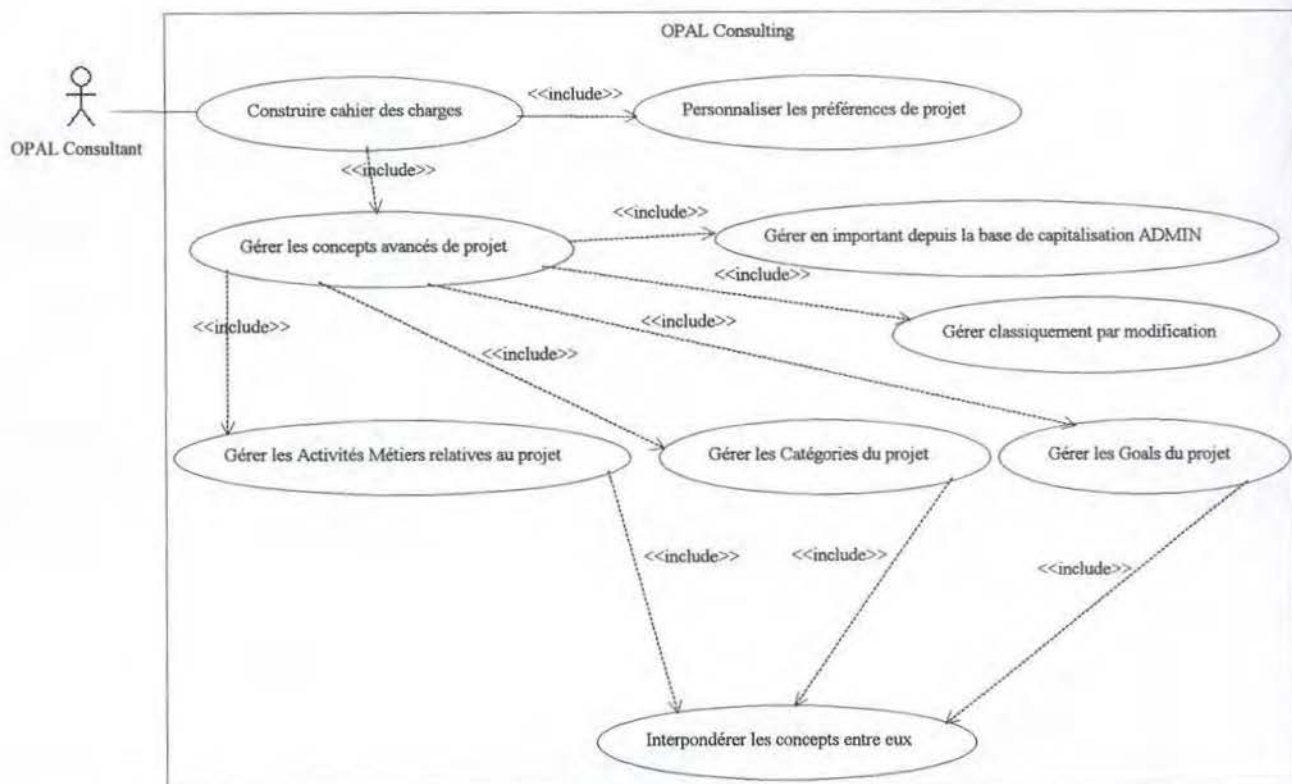 OPAL Consulting
<<include>>
Construire cahier des charges
Personnaliser les préférences de projet
OPAL Consultant
<<include>>
<<include>>
Gérer les concepts avancés de projet
Gérer en important depuis la base de capitalisation ADMIN
<<include>>
<<include>>
<<include>>
Gérer classiquement par modification
<<include>>
Gérer les Activités Métiers relatives au projet
Gérer les Catégories du projet
Gérer les Goals du projet
<<include>>
<<include>>
<<include>>
Interpondérer les concepts entre eux